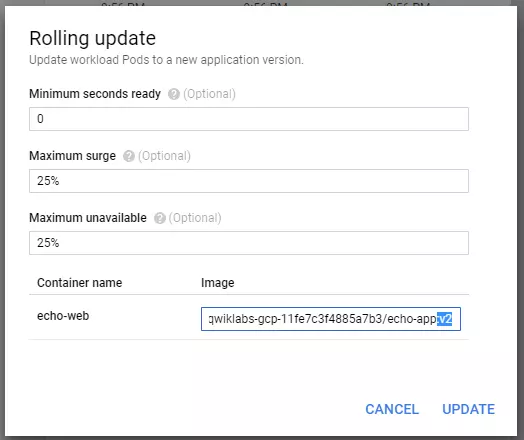 Rolling update
Update workload Pods to a new application version.
Minimum seconds ready ? (Optional)
0
Maximum surge ? (Optional)
25%
Maximum unavailable ? (Optional)
25%
Container name Image
echo-web qwiklabs-gcp-11fe7c3f4885a7b3/echo-app:v2
CANCEL UPDATE